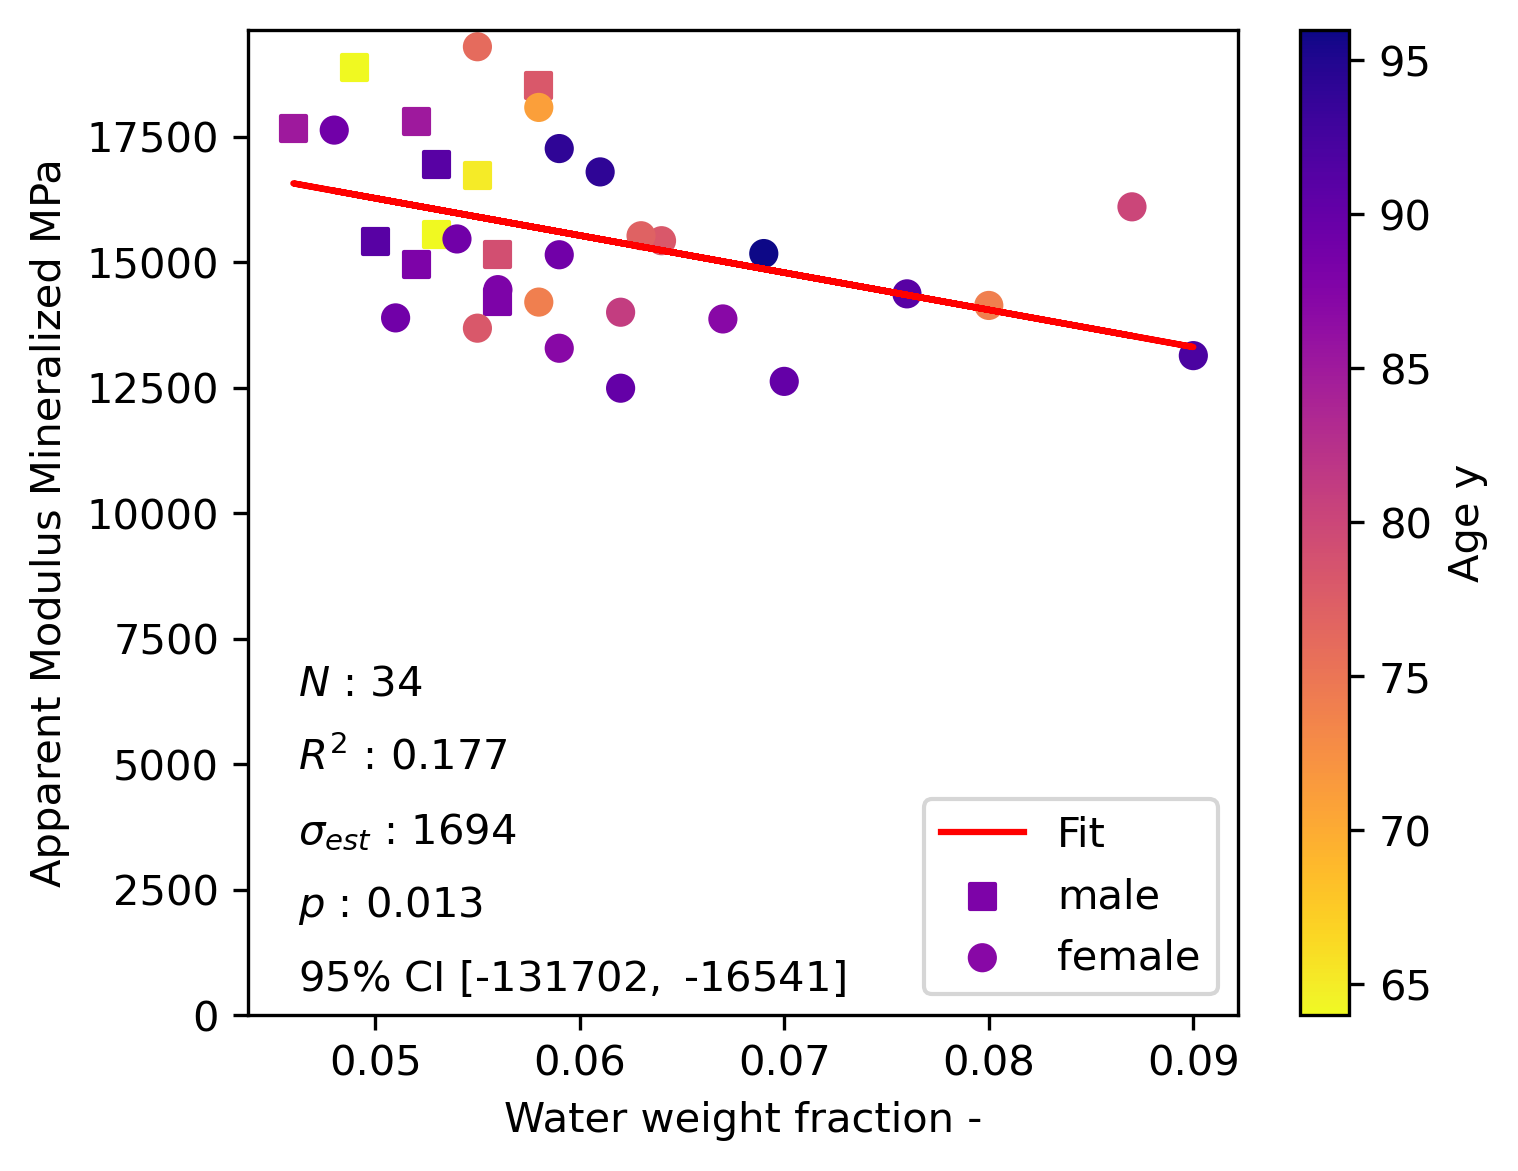 Apparent Modulus Mineralized MPa
17500
15000
12500
10000
7500
5000
2500
0
N : 34
R² : 0.177
σ_est : 1694
p : 0.013
95% CI [-131702, -16541]
Fit
male
female
0.05
0.06
0.07
0.08
0.09
Water weight fraction -
95
90
85
80
75
70
65
Age y